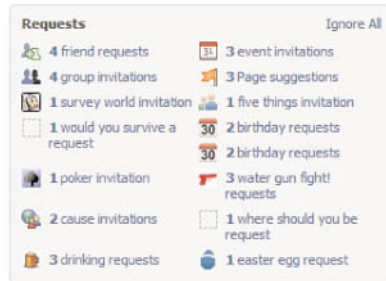 Requests Ignore All
4 friend requests
4 group invitations
1 survey world invitation
1 would you survive a
request
1 poker invitation
2 cause invitations
3 drinking requests
31
3 event invitations
3 Page suggestions
1 five things invitation
30 2 birthday requests
30 2 birthday requests
3 water gun fight!
requests
1 where should you be
request
1 easter egg request